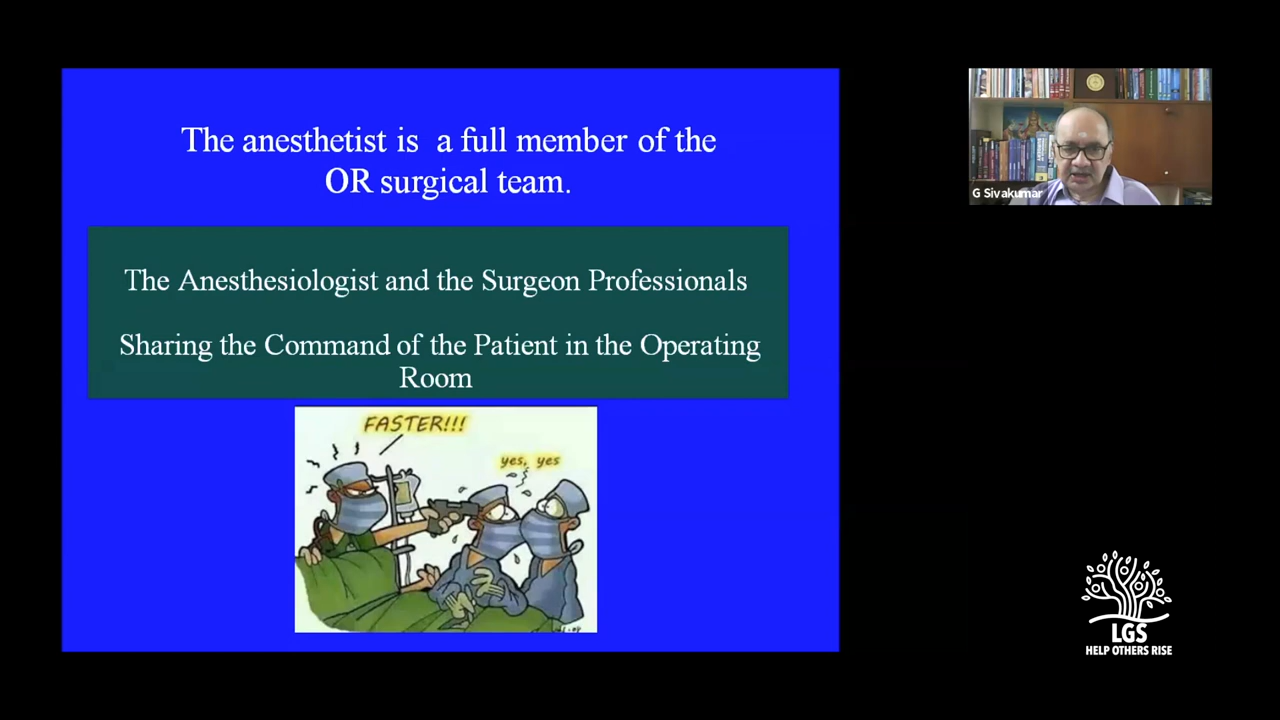 The anesthetist is a full member of the
OR surgical team.
The Anesthesiologist and the Surgeon Professionals
Sharing the Command of the Patient in the Operating
Room
FASTER!!!
yes, yes
G Sivakumar
LGS
HELP OTHERS RISE